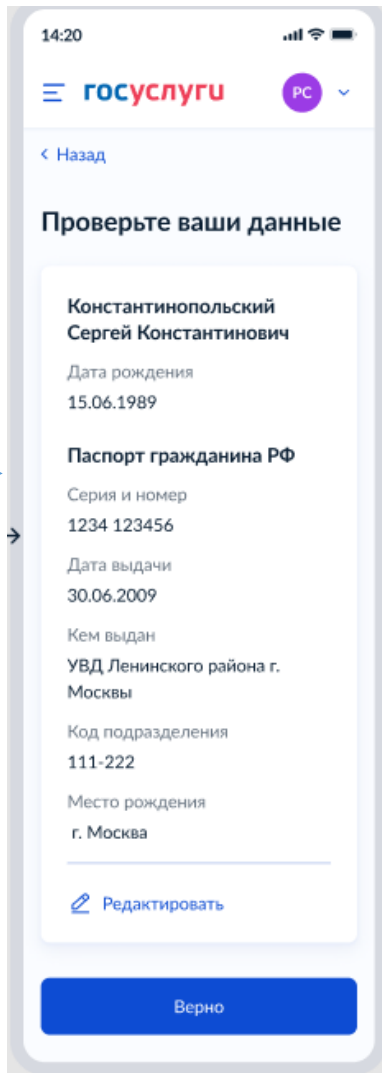 14:20
госуслуги
РС
Назад
Проверьте ваши данные
Константинопольский
Сергей Константинович
Дата рождения
15.06.1989
Паспорт гражданина РФ
Серия и номер
1234 123456
Дата выдачи
30.06.2009
Кем выдан
УВД Ленинского района г.
Москвы
Код подразделения
111-222
Место рождения
г. Москва
Редактировать
Верно